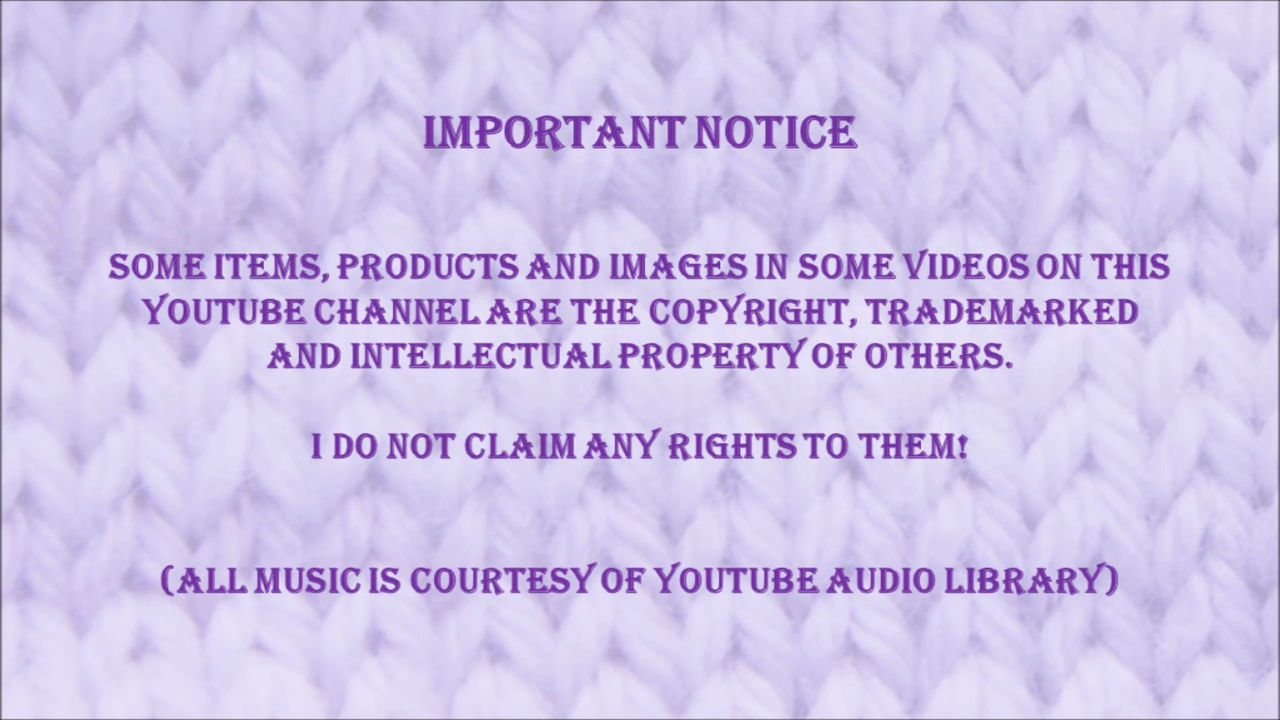 IMPORTANT NOTICE
SOME ITEMS, PRODUCTS AND IMAGES IN SOME VIDEOS ON THIS
YOUTUBE CHANNEL ARE THE COPYRIGHT, TRADEMARKED
AND INTELLECTUAL PROPERTY OF OTHERS.
I DO NOT CLAIM ANY RIGHTS TO THEM!
(ALL MUSIC IS COURTESY OF YOUTUBE AUDIO LIBRARY)